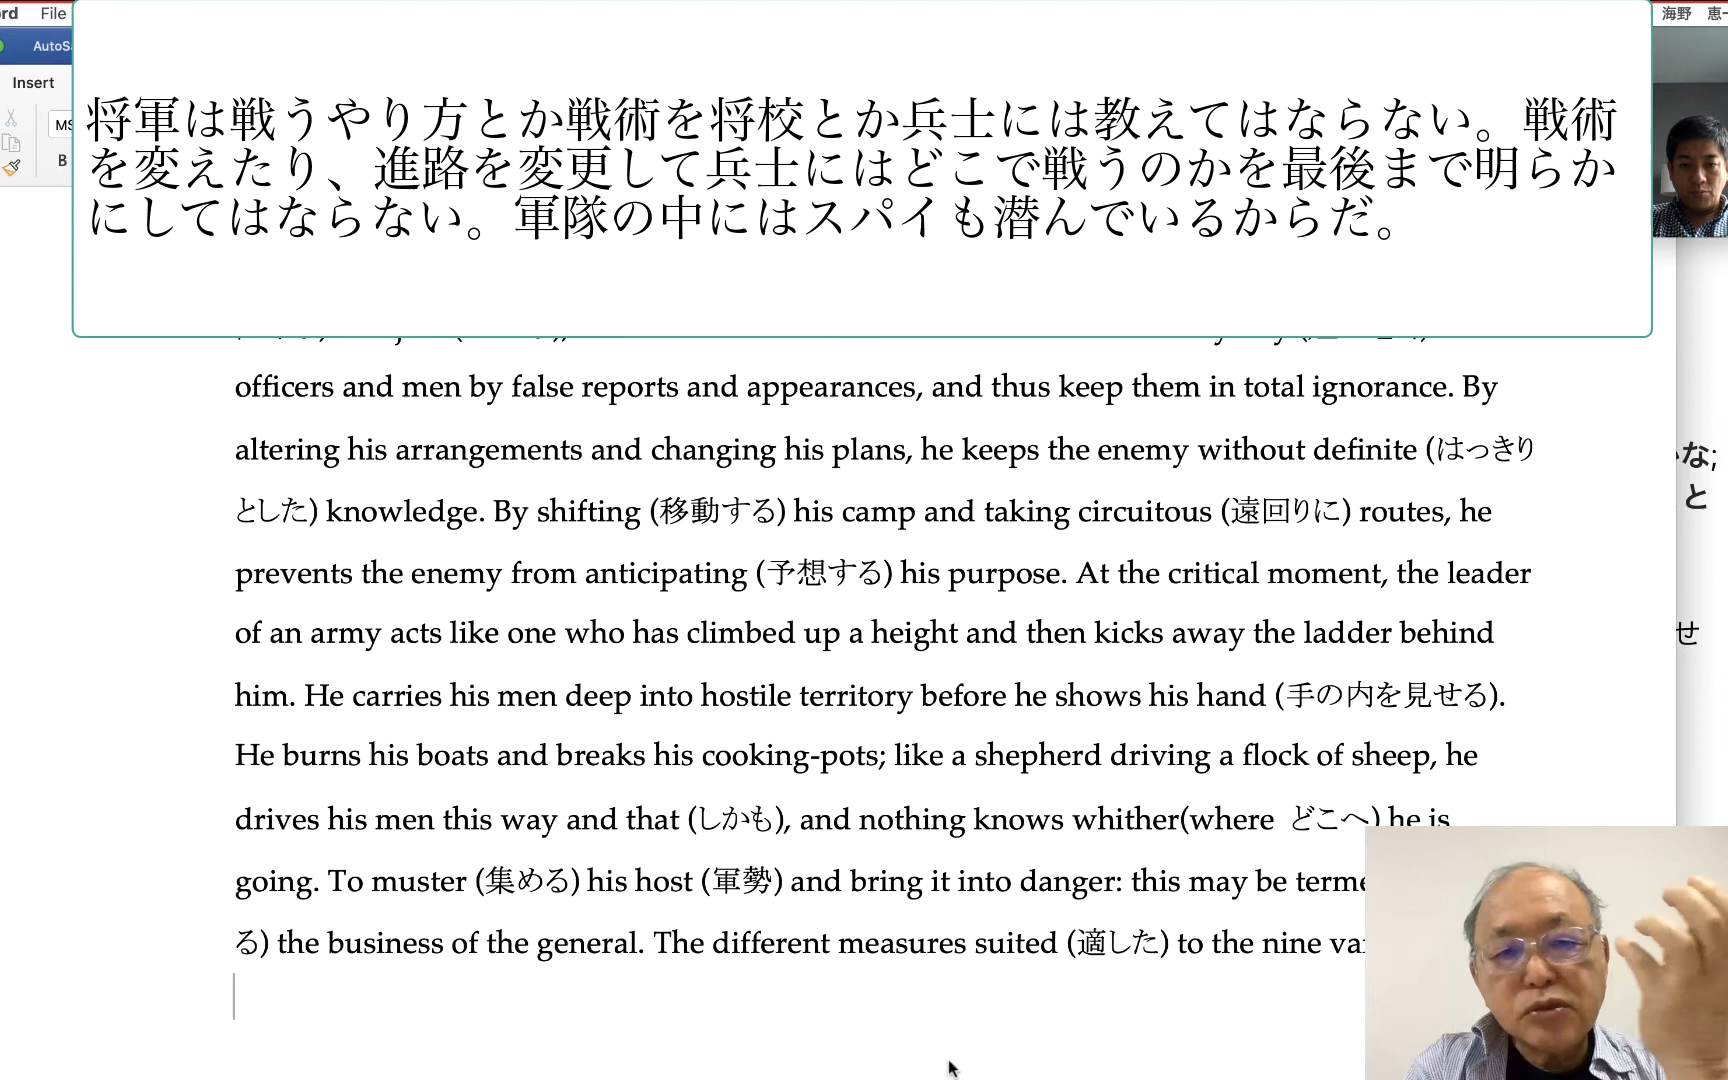 rd File
海野 恵一
AutoS
Insert
MS
B
将軍は戦うやり方とか戦術を将校とか兵士には教えてはならない。戦術
を変えたり、進路を変更して兵士にはどこで戦うのかを最後まで明らか
にしてはならない。軍隊の中にはスパイも潜んでいるからだ。
officers and men by false reports and appearances, and thus keep them in total ignorance. By
altering his arrangements and changing his plans, he keeps the enemy without definite (はっきり
とした) knowledge. By shifting (移動する) his camp and taking circuitous (遠回りに) routes, he
prevents the enemy from anticipating (予想する) his purpose. At the critical moment, the leader
of an army acts like one who has climbed up a height and then kicks away the ladder behind
him. He carries his men deep into hostile territory before he shows his hand (手の内を見せる).
He burns his boats and breaks his cooking-pots; like a shepherd driving a flock of sheep, he
drives his men this way and that (しかも), and nothing knows whither(where どこへ) he is
going. To muster (集める) his host (軍勢) and bring it into danger: this may be terme
る) the business of the general. The different measures suited (適した) to the nine va
な;
と
せ